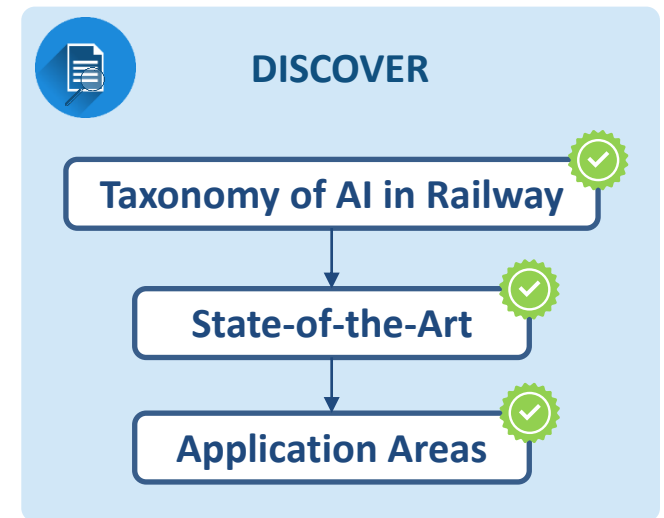 DISCOVER
Taxonomy of AI in Railway
State-of-the-Art
Application Areas